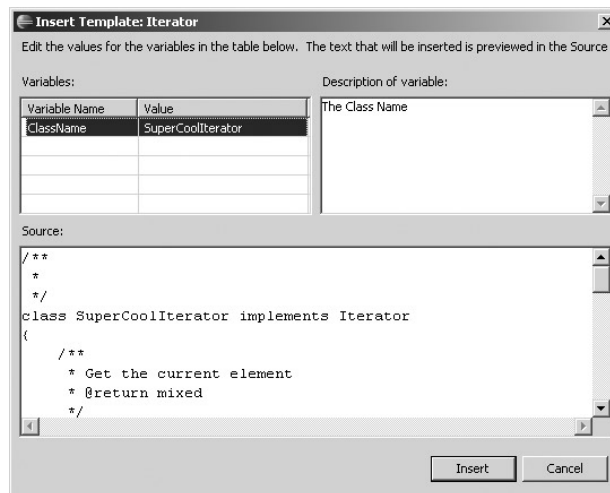 Insert Template: Iterator
Edit the values for the variables in the table below. The text that will be inserted is previewed in the Source
Variables:
Description of variable:
Variable Name Value
ClassName SuperCoolIterator
The Class Name
Source:
/**
*
*/
class SuperCoolIterator implements Iterator
{
/**
* Get the current element
* @return mixed
*/
Insert Cancel